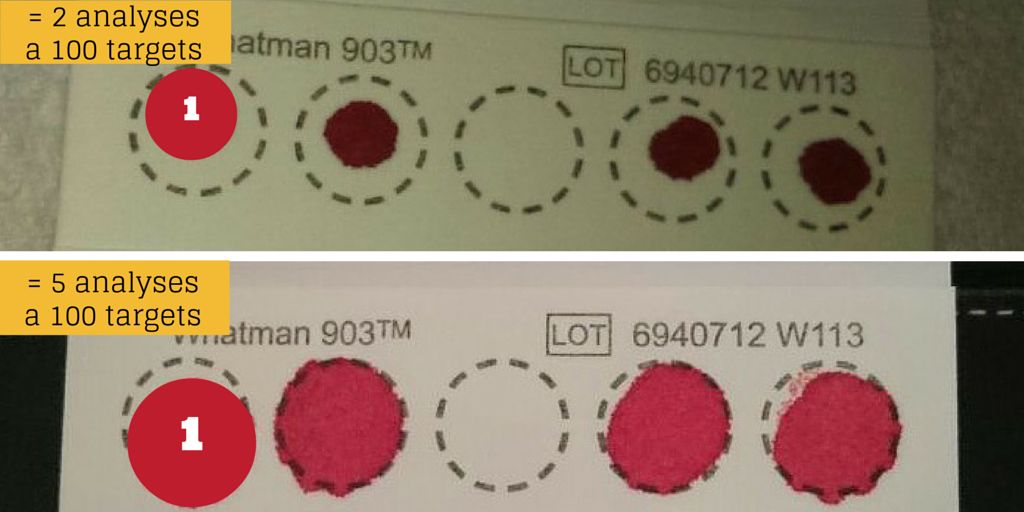 = 2 analyses
a 100 targets
hatman 903™
LOT 6940712 W113
1
= 5 analyses
a 100 targets
Whatman 903™
LOT 6940712 W113
1